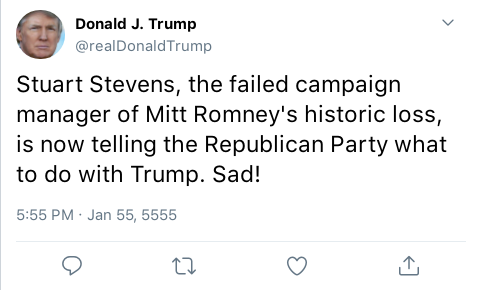 Donald J. Trump
@realDonaldTrump
Stuart Stevens, the failed campaign
manager of Mitt Romney's historic loss,
is now telling the Republican Party what
to do with Trump. Sad!
5:55 PM · Jan 55, 5555